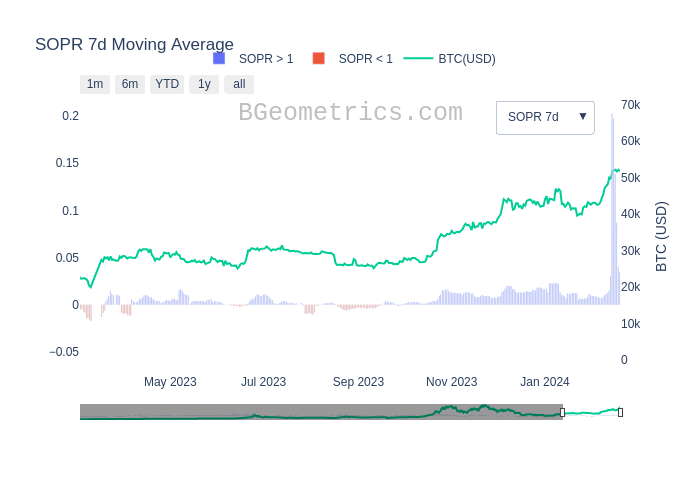 SOPR 7d Moving Average
SOPR > 1
SOPR < 1
BTC(USD)
1m
6m
YTD
1y
all
BGeometrics.com
SOPR 7d
▼
0.2
0.15
0.1
0.05
0
−0.05
70k
60k
50k
40k
30k
20k
10k
0
BTC (USD)
May 2023
Jul 2023
Sep 2023
Nov 2023
Jan 2024